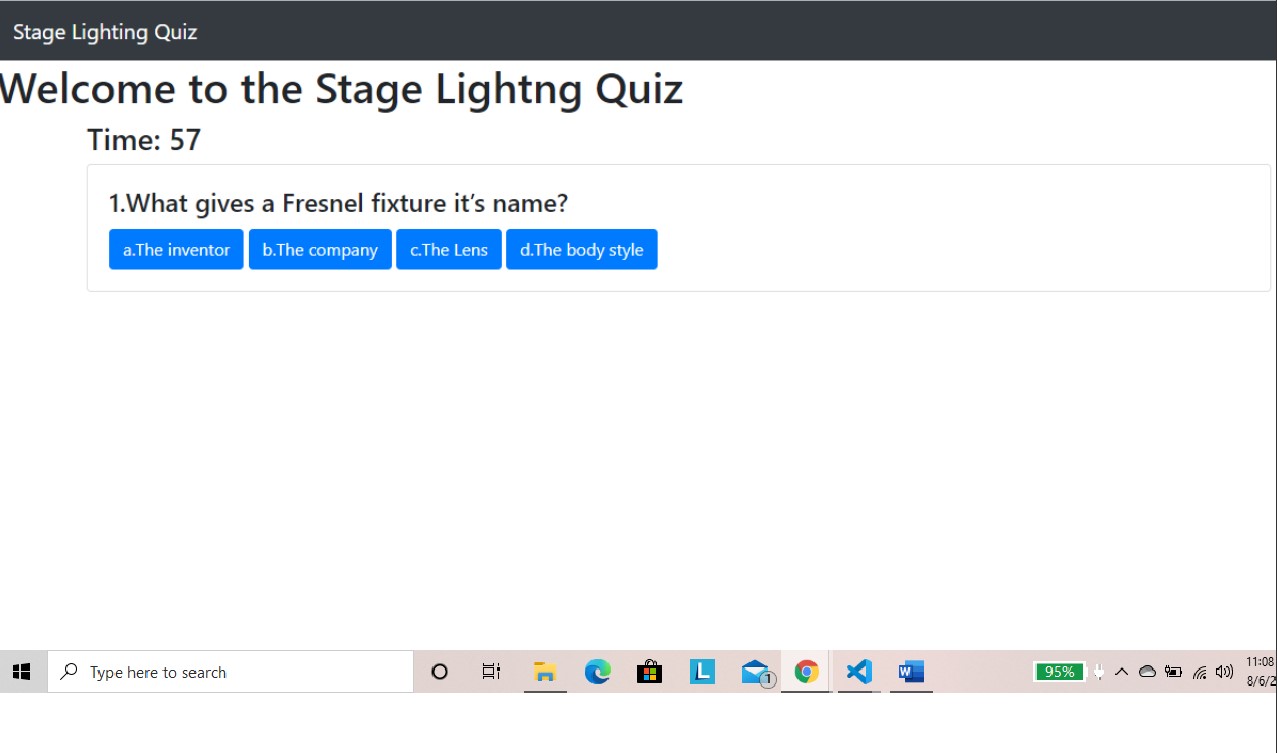 Stage Lighting Quiz
Welcome to the Stage Lightng Quiz
Time: 57
1.What gives a Fresnel fixture it’s name?
a.The inventor b.The company c.The Lens d.The body style
Type here to search
L
1
W
95%
11:08
8/6/2